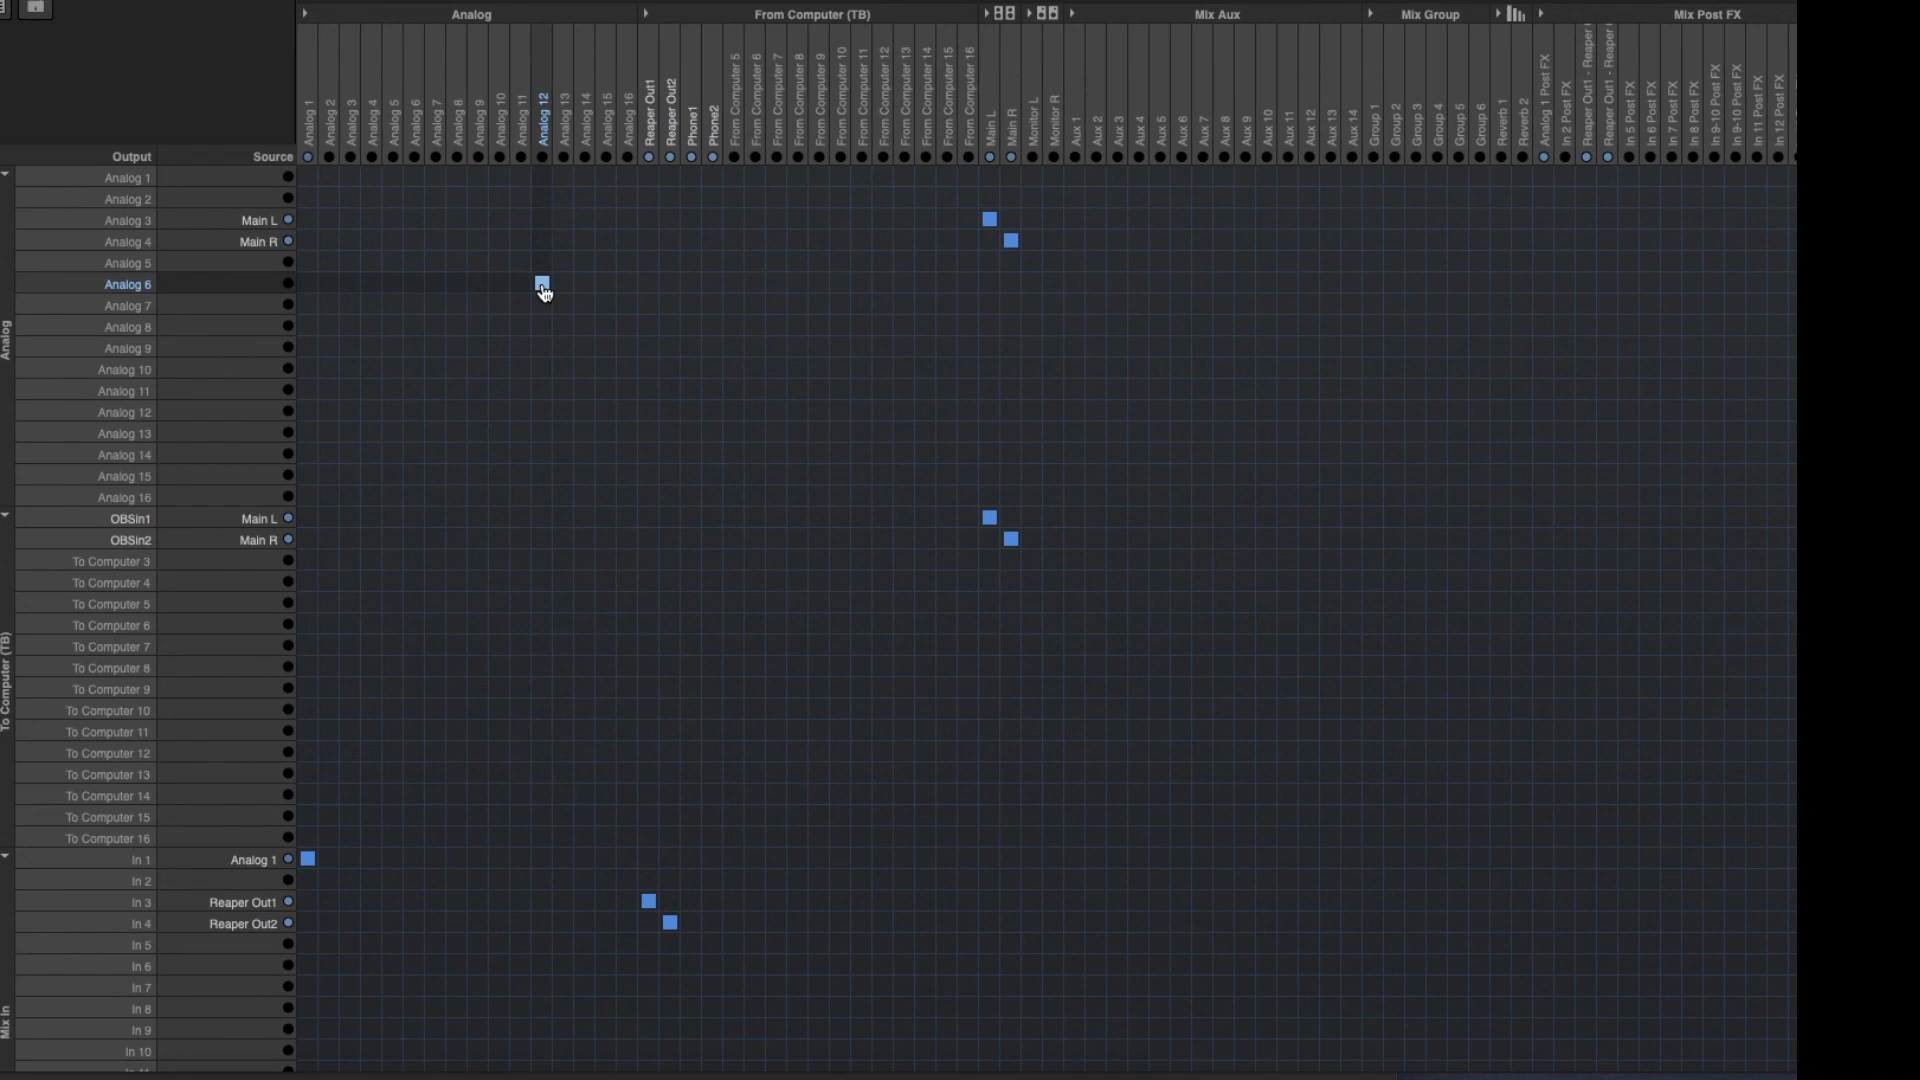 Analog
From Computer (TB)
Mix Aux
Mix Group
Mix Post FX
Analog 1
Analog 2
Analog 3
Analog 4
Analog 5
Analog 6
Analog 7
Analog 8
Analog 9
Analog 10
Analog 11
Analog 12
Analog 13
Analog 14
Analog 15
Analog 16
Reaper Out1
Reaper Out2
Phone1
Phone2
From Computer 5
From Computer 6
From Computer 7
From Computer 8
From Computer 9
From Computer 10
From Computer 11
From Computer 12
From Computer 13
From Computer 14
From Computer 15
From Computer 16
Main L
Main R
Monitor L
Monitor R
Aux 1
Aux 2
Aux 3
Aux 4
Aux 5
Aux 6
Aux 7
Aux 8
Aux 9
Aux 10
Aux 11
Aux 12
Aux 13
Aux 14
Group 1
Group 2
Group 3
Group 4
Group 5
Group 6
Reverb 1
Reverb 2
Analog 1 Post FX
In 2 Post FX
Reaper Out1 - Reaper
Reaper Out1 - Reaper
In 5 Post FX
In 6 Post FX
In 7 Post FX
In 8 Post FX
In 9-10 Post FX
In 9-10 Post FX
In 11 Post FX
In 12 Post FX
Output Source
Analog 1
Analog 2
Analog 3 Main L
Analog 4 Main R
Analog 5
Analog 6
Analog 7
Analog 8
Analog 9
Analog 10
Analog 11
Analog 12
Analog 13
Analog 14
Analog 15
Analog 16
Analog
OBSin1 Main L
OBSin2 Main R
To Computer 3
To Computer 4
To Computer 5
To Computer 6
To Computer 7
To Computer 8
To Computer 9
To Computer 10
To Computer 11
To Computer 12
To Computer 13
To Computer 14
To Computer 15
To Computer 16
To Computer (TB)
In 1 Analog 1
In 2
In 3 Reaper Out1
In 4 Reaper Out2
In 5
In 6
In 7
In 8
In 9
In 10
Mix In